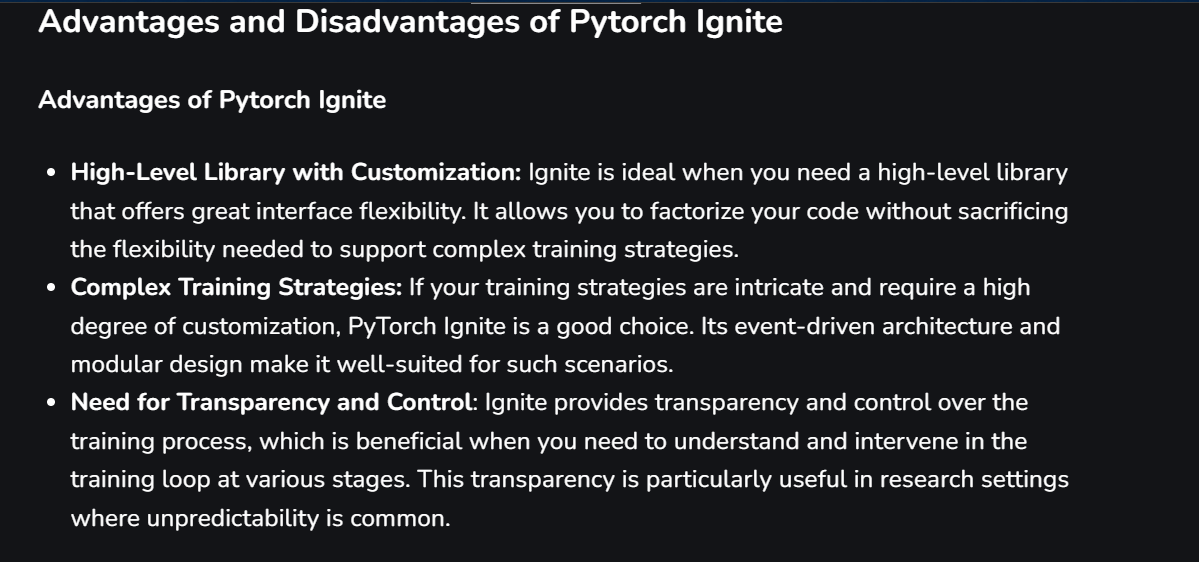 Advantages and Disadvantages of Pytorch Ignite
Advantages of Pytorch Ignite
• High-Level Library with Customization: Ignite is ideal when you need a high-level library
that offers great interface flexibility. It allows you to factorize your code without sacrificing
the flexibility needed to support complex training strategies.
• Complex Training Strategies: If your training strategies are intricate and require a high
degree of customization, PyTorch Ignite is a good choice. Its event-driven architecture and
modular design make it well-suited for such scenarios.
• Need for Transparency and Control: Ignite provides transparency and control over the
training process, which is beneficial when you need to understand and intervene in the
training loop at various stages. This transparency is particularly useful in research settings
where unpredictability is common.